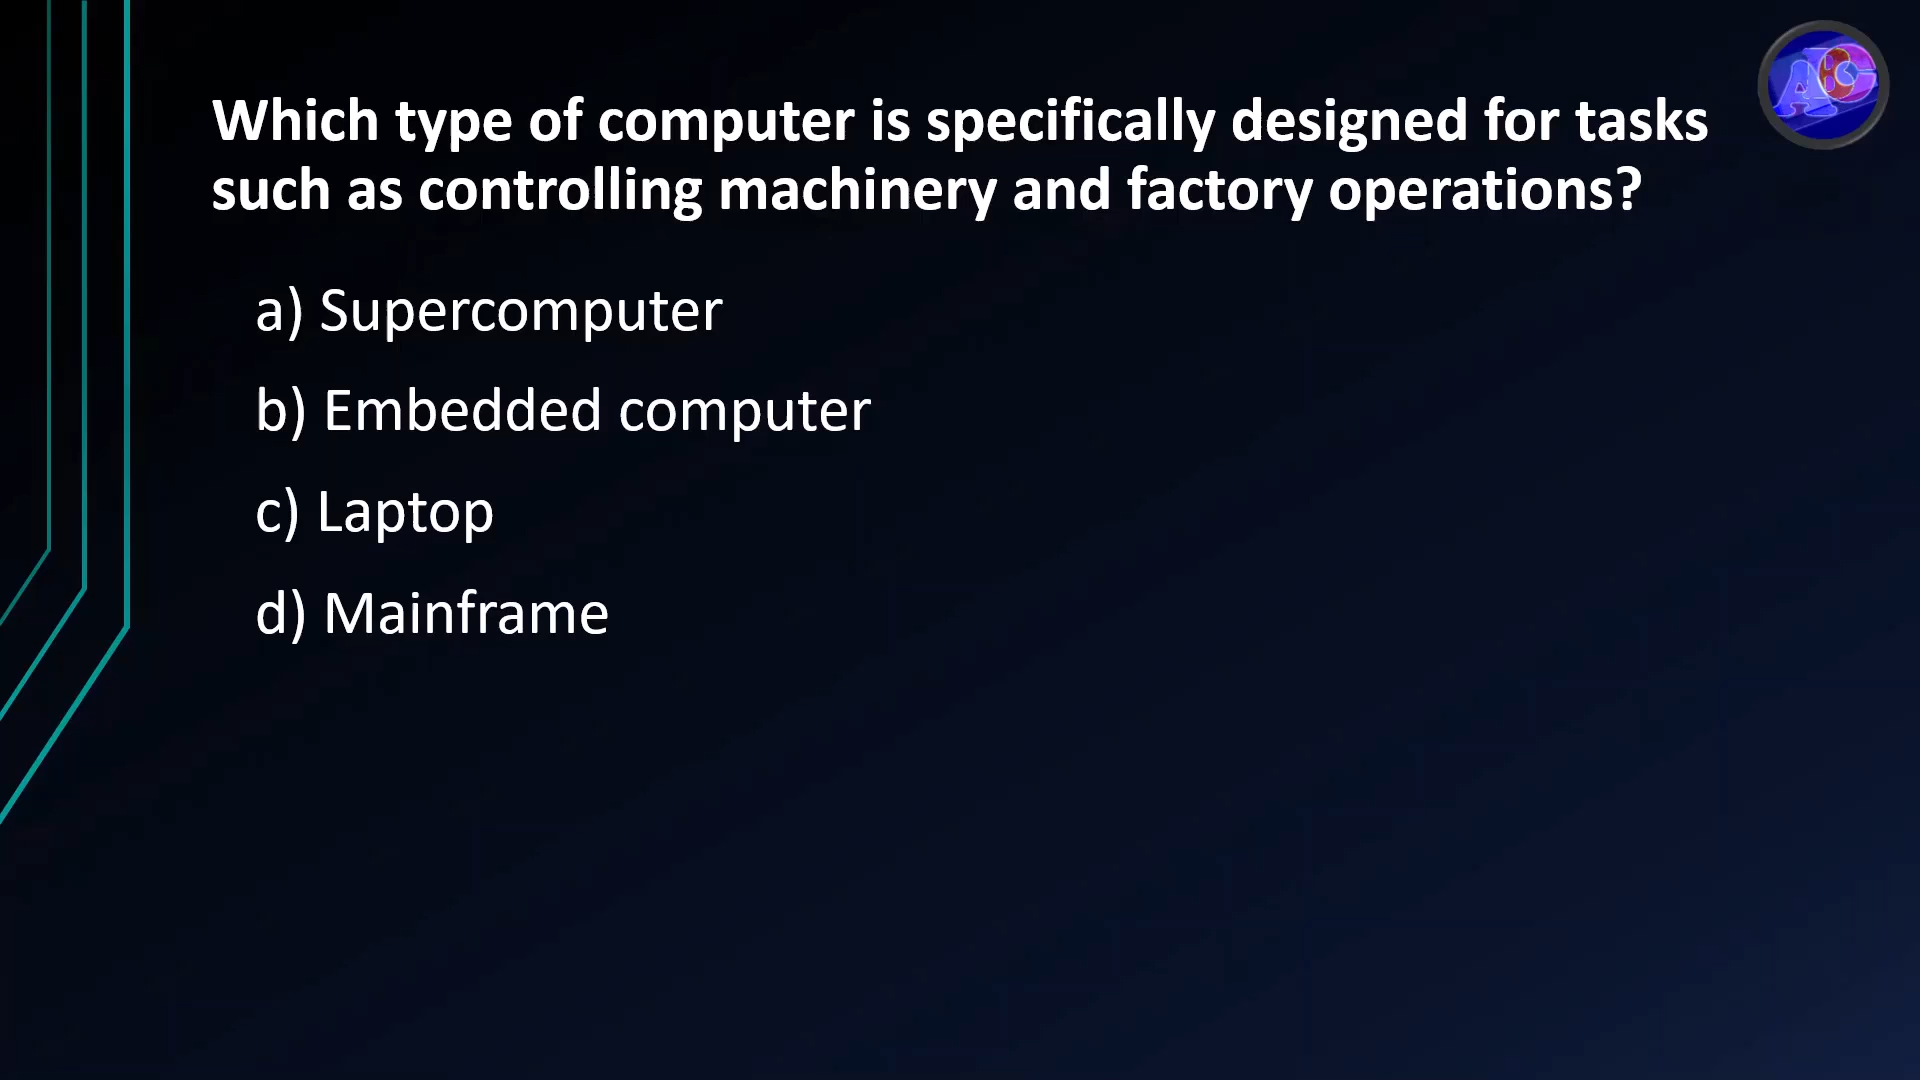 Which type of computer is specifically designed for tasks
such as controlling machinery and factory operations?
a) Supercomputer
b) Embedded computer
c) Laptop
d) Mainframe
ABC